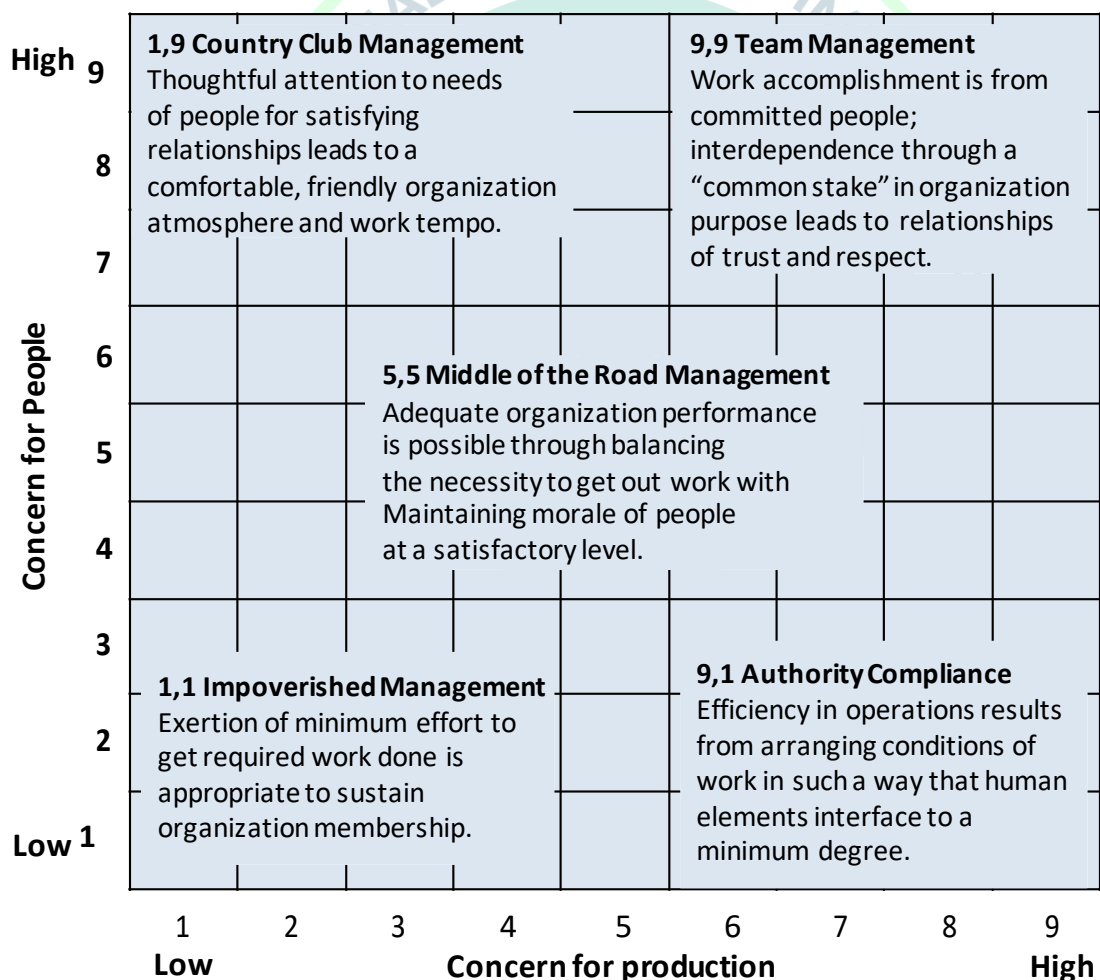 High 9
8
7
6
5
4
3
2
Low 1
Concern for People
1,9 Country Club Management
Thoughtful attention to needs
of people for satisfying
relationships leads to a
comfortable, friendly organization
atmosphere and work tempo.
9,9 Team Management
Work accomplishment is from
committed people;
interdependence through a
“common stake” in organization
purpose leads to relationships
of trust and respect.
5,5 Middle of the Road Management
Adequate organization performance
is possible through balancing
the necessity to get out work with
Maintaining morale of people
at a satisfactory level.
1,1 Impoverished Management
Exertion of minimum effort to
get required work done is
appropriate to sustain
organization membership.
9,1 Authority Compliance
Efficiency in operations results
from arranging conditions of
work in such a way that human
elements interface to a
minimum degree.
1 2 3 4 5 6 7 8 9
Low Concern for production High